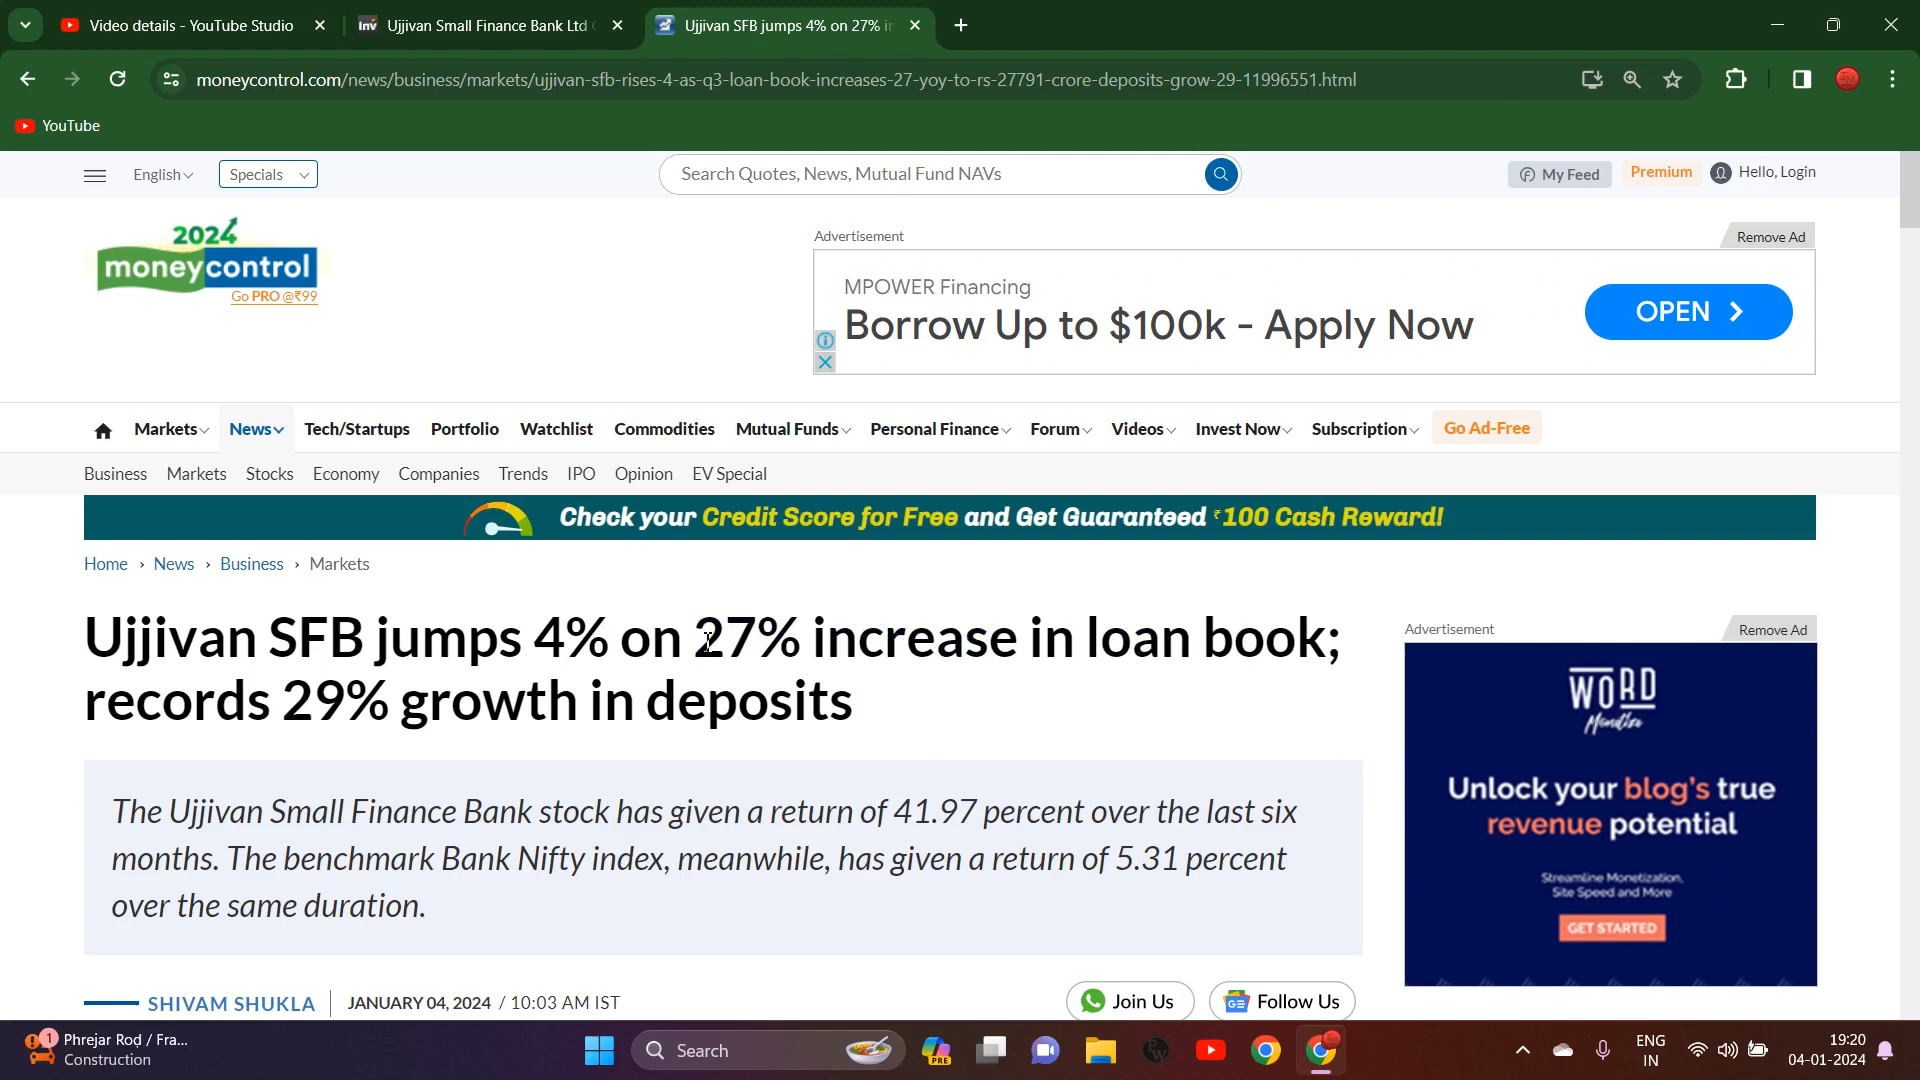 Video details - YouTube Studio
Inv Ujjivan Small Finance Bank Ltd
Ujjivan SFB jumps 4% on 27% in
moneycontrol.com/news/business/markets/ujjivan-sfb-rises-4-as-q3-loan-book-increases-27-yoy-to-rs-27791-crore-deposits-grow-29-11996551.html
YouTube
English
Specials
Search Quotes, News, Mutual Fund NAVs
My Feed
Premium
Hello, Login
2024
moneycontrol
Go PRO @₹99
Advertisement
Remove Ad
MPOWER Financing
Borrow Up to $100k - Apply Now
OPEN
Markets News Tech/Startups Portfolio Watchlist Commodities Mutual Funds Personal Finance Forum Videos Invest Now Subscription Go Ad-Free
Business Markets Stocks Economy Companies Trends IPO Opinion EV Special
Check your Credit Score for Free and Get Guaranteed ₹100 Cash Reward!
Home › News › Business › Markets
Ujjivan SFB jumps 4% on 27% increase in loan book;
records 29% growth in deposits
The Ujjivan Small Finance Bank stock has given a return of 41.97 percent over the last six
months. The benchmark Bank Nifty index, meanwhile, has given a return of 5.31 percent
over the same duration.
SHIVAM SHUKLA
JANUARY 04, 2024 / 10:03 AM IST
Join Us
GE Follow Us
Advertisement
Remove Ad
WORD
Monetize
Unlock your blog's true
revenue potential
Streamline Monetization,
Site Speed and More
GET STARTED
1
Phrejar Rod / Fra...
Construction
Search
PRE
ENG
IN
19:20
04-01-2024